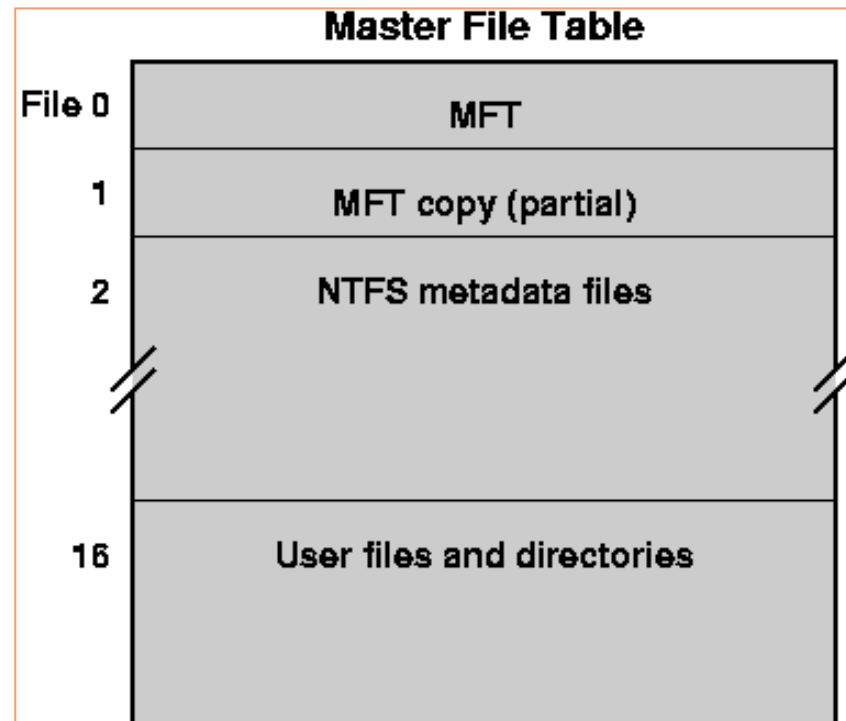 Master File Table
File 0
MFT
1
MFT copy (partial)
2
NTFS metadata files
16
User files and directories